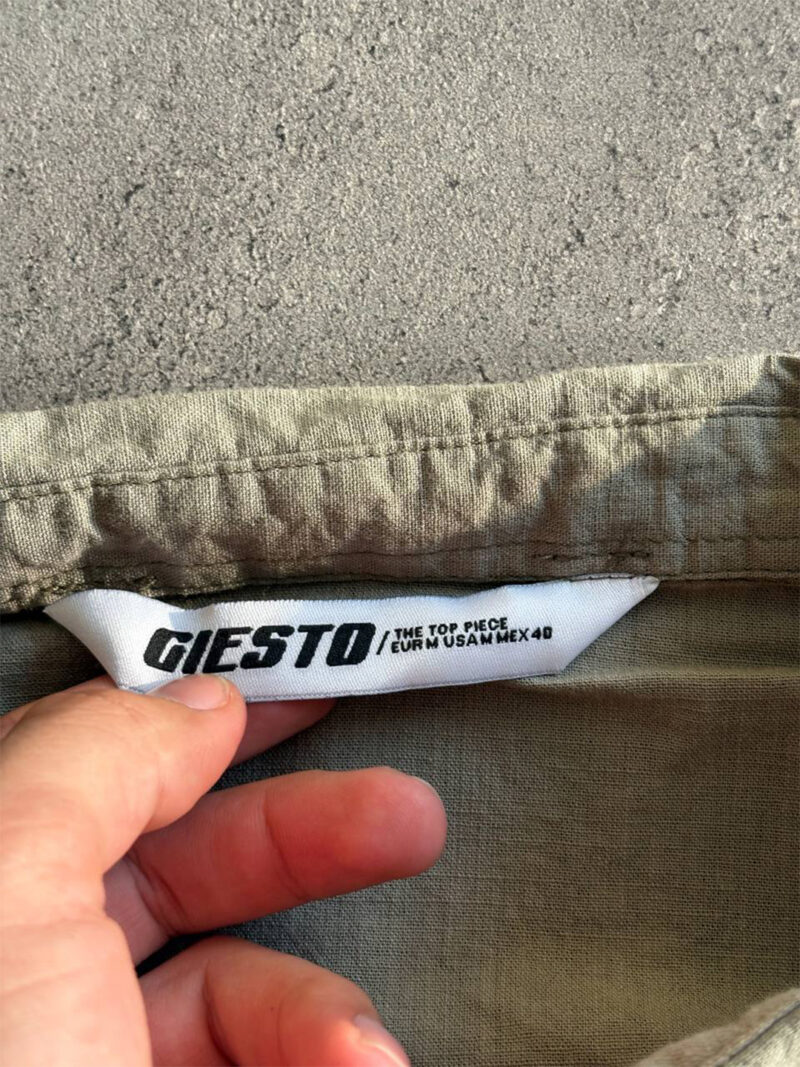 GIESTO / THE TOP PIECE
EUR M USA M MEX 40